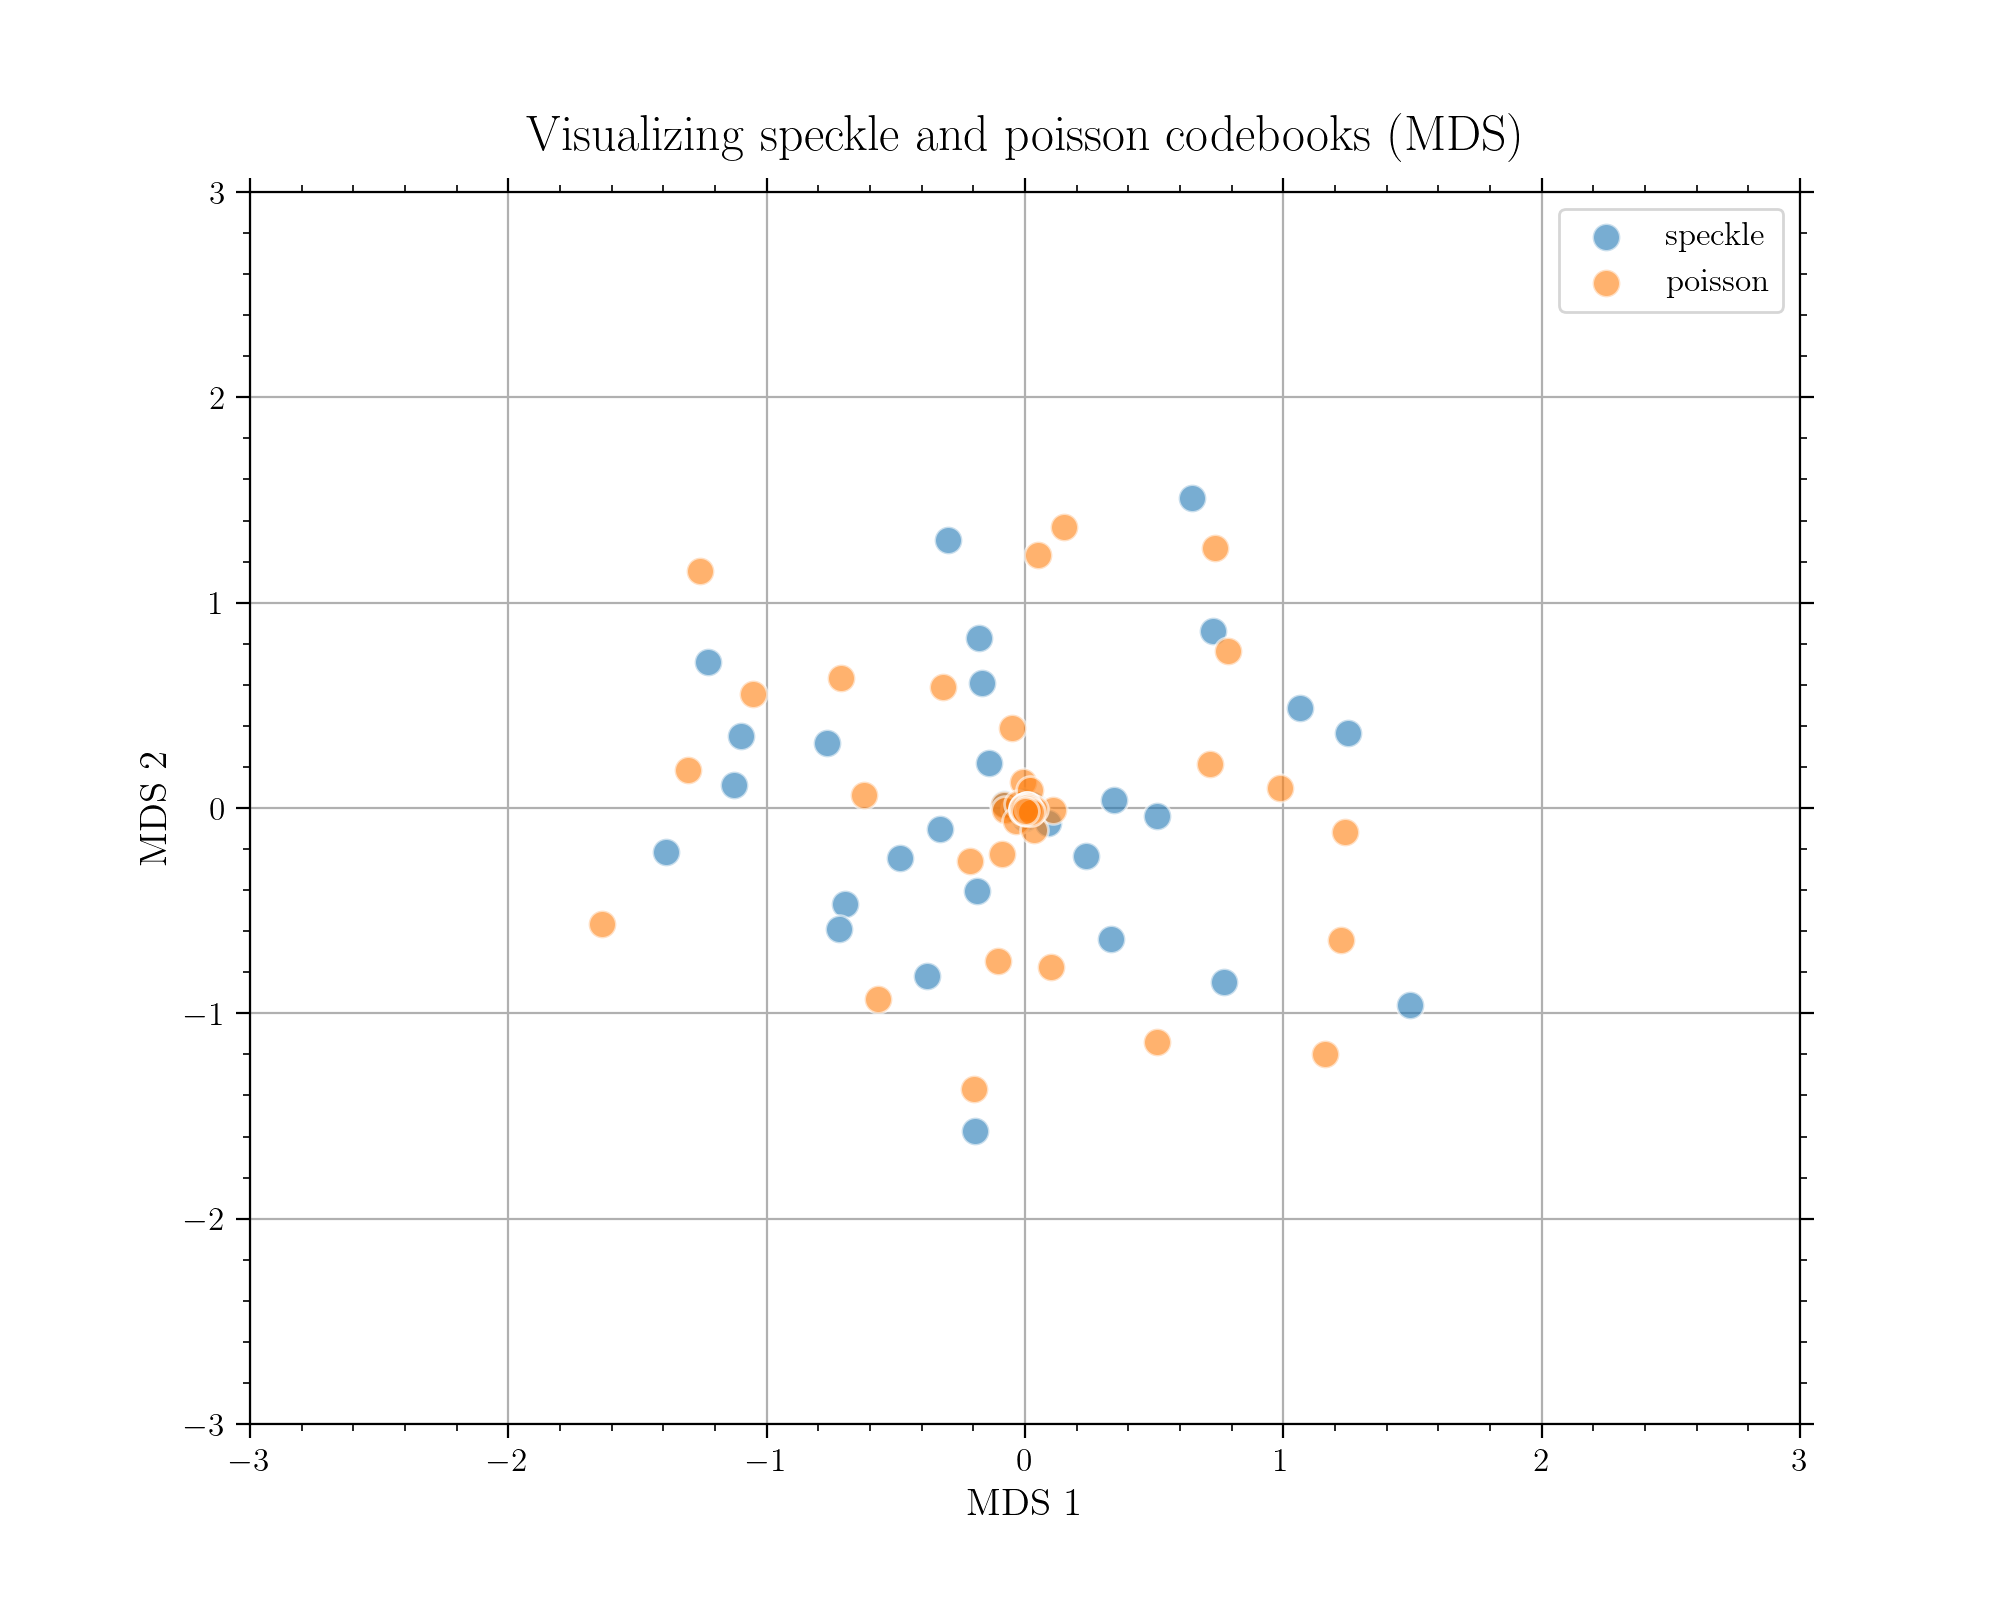 Visualizing speckle and poisson codebooks (MDS)
speckle
poisson
3
2
1
0
−1
−2
−3
MDS 2
−3
−2
−1
0
1
2
3
MDS 1